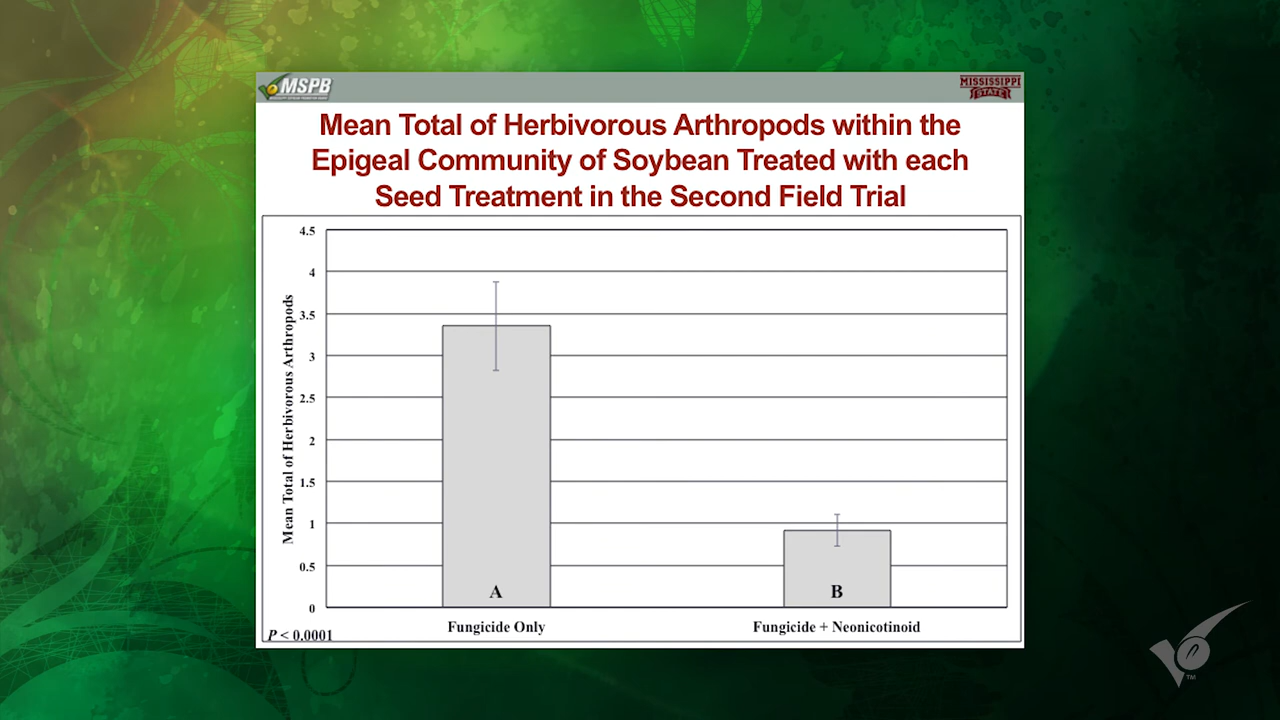 MSPB
MISSISSIPPI
STATE
Mean Total of Herbivorous Arthropods within the
Epigeal Community of Soybean Treated with each
Seed Treatment in the Second Field Trial
Mean Total of Herbivorous Arthropods
4.5
4
3.5
3
2.5
2
1.5
1
0.5
0
A
B
Fungicide Only
Fungicide + Neonicotinoid
P < 0.0001
TM